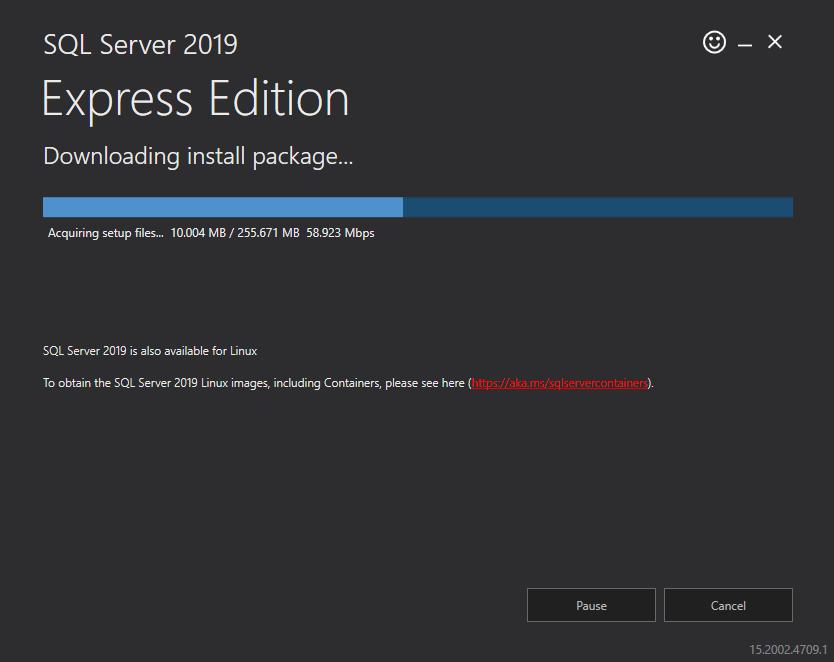 SQL Server 2019
Express Edition
Downloading install package...
Acquiring setup files... 10.004 MB / 255.671 MB 58.923 Mbps
SQL Server 2019 is also available for Linux
To obtain the SQL Server 2019 Linux images, including Containers, please see here (https://aka.ms/sqlservercontainers).
Pause Cancel
15.2002.4709.1